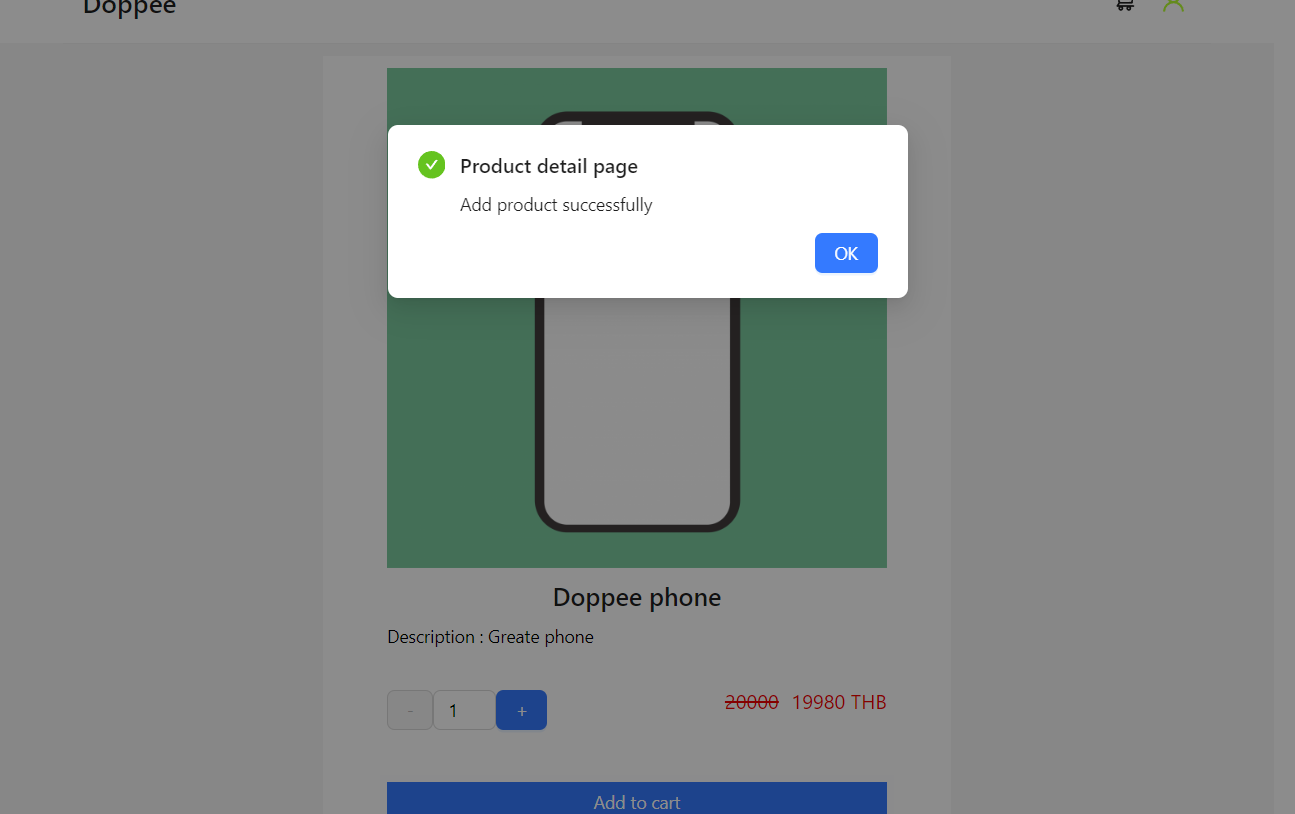 Doppee
Product detail page
Add product successfully
OK
Doppee phone
Description : Greate phone
- 1 +
20000 19980 THB
Add to cart